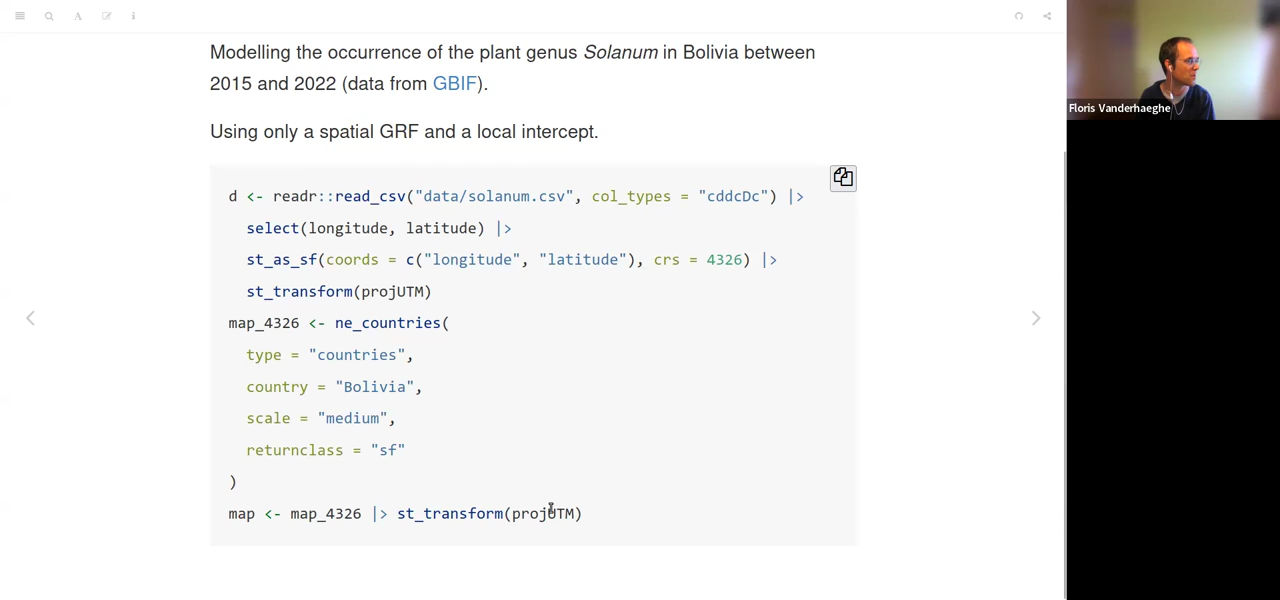 Modelling the occurrence of the plant genus Solanum in Bolivia between
2015 and 2022 (data from GBIF).
Using only a spatial GRF and a local intercept.
d <- readr::read_csv("data/solanum.csv", col_types = "cddcDc") |>
  select(longitude, latitude) |>
  st_as_sf(coords = c("longitude", "latitude"), crs = 4326) |>
  st_transform(projUTM)
map_4326 <- ne_countries(
  type = "countries",
  country = "Bolivia",
  scale = "medium",
  returnclass = "sf"
)
map <- map_4326 |> st_transform(projUTM)
Floris Vanderhaeghe